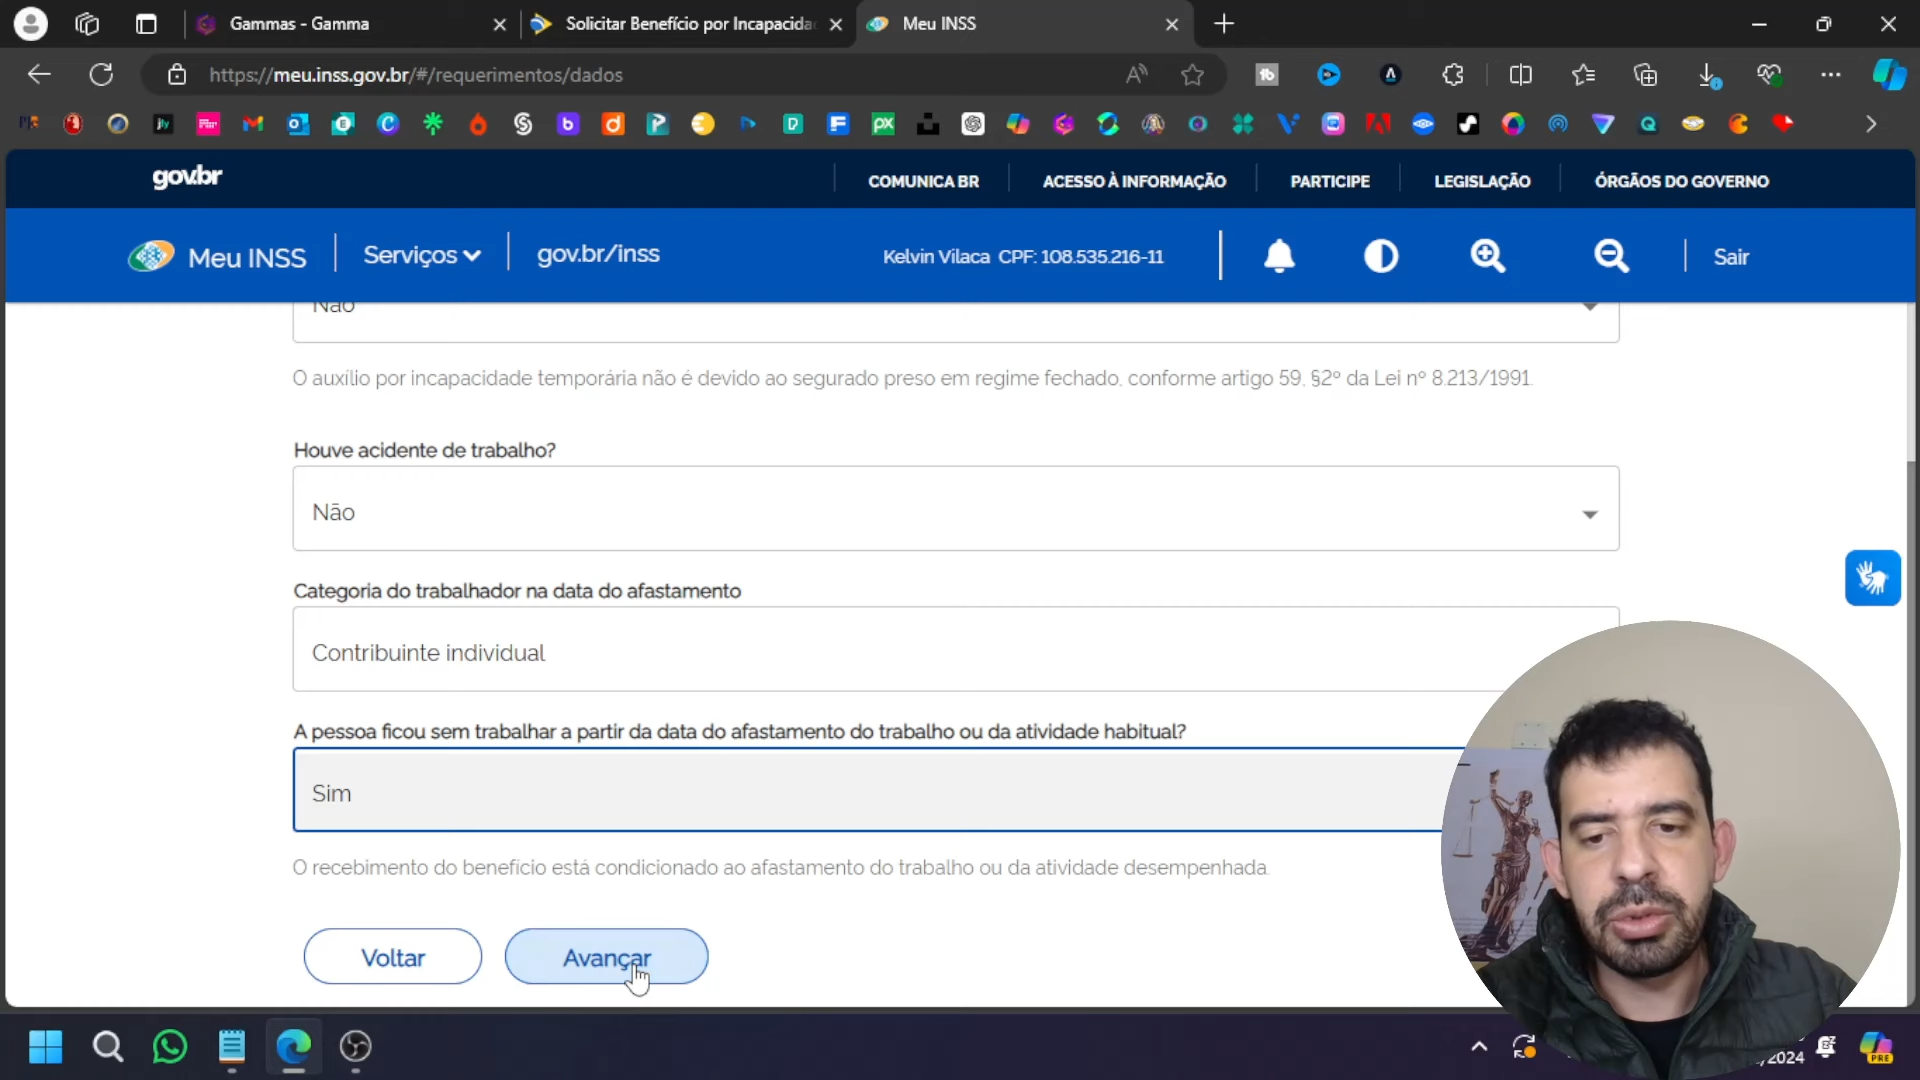 Gammas - Gamma
Solicitar Benefício por Incapacida
Meu INSS
https://meu.inss.gov.br/#/requerimentos/dados
gov.br
COMUNICA BR
ACESSO À INFORMAÇÃO
PARTICIPE
LEGISLAÇÃO
ÓRGÃOS DO GOVERNO
Meu INSS
Serviços
gov.br/inss
Kelvin Vilaca CPF: 108.535.216-11
Sair
Não
O auxílio por incapacidade temporária não é devido ao segurado preso em regime fechado, conforme artigo 59, §2º da Lei nº 8.213/1991.
Houve acidente de trabalho?
Não
Categoria do trabalhador na data do afastamento
Contribuinte individual
A pessoa ficou sem trabalhar a partir da data do afastamento do trabalho ou da atividade habitual?
Sim
O recebimento do benefício está condicionado ao afastamento do trabalho ou da atividade desempenhada.
Voltar
Avançar
/2024
PRE